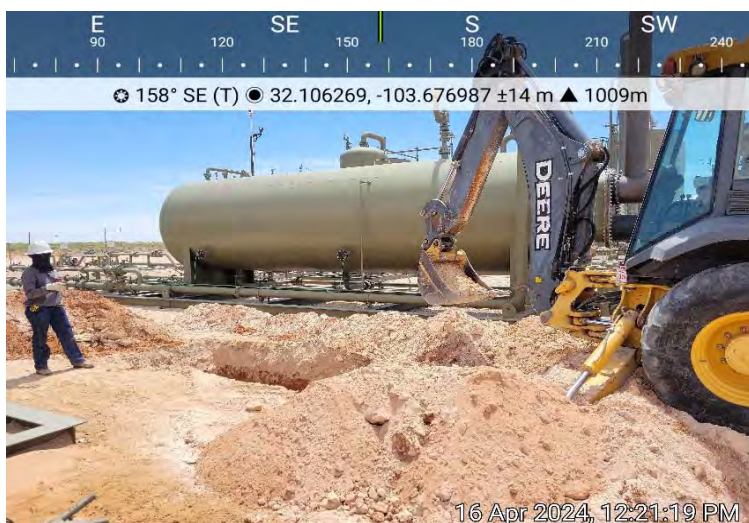 E SE S SW
90 120 150 180 210 240
158° SE (T) 32.106269, -103.676987 ±14 m ▲ 1009m
DEERE
16 Apr 2024, 12:21:19 PM